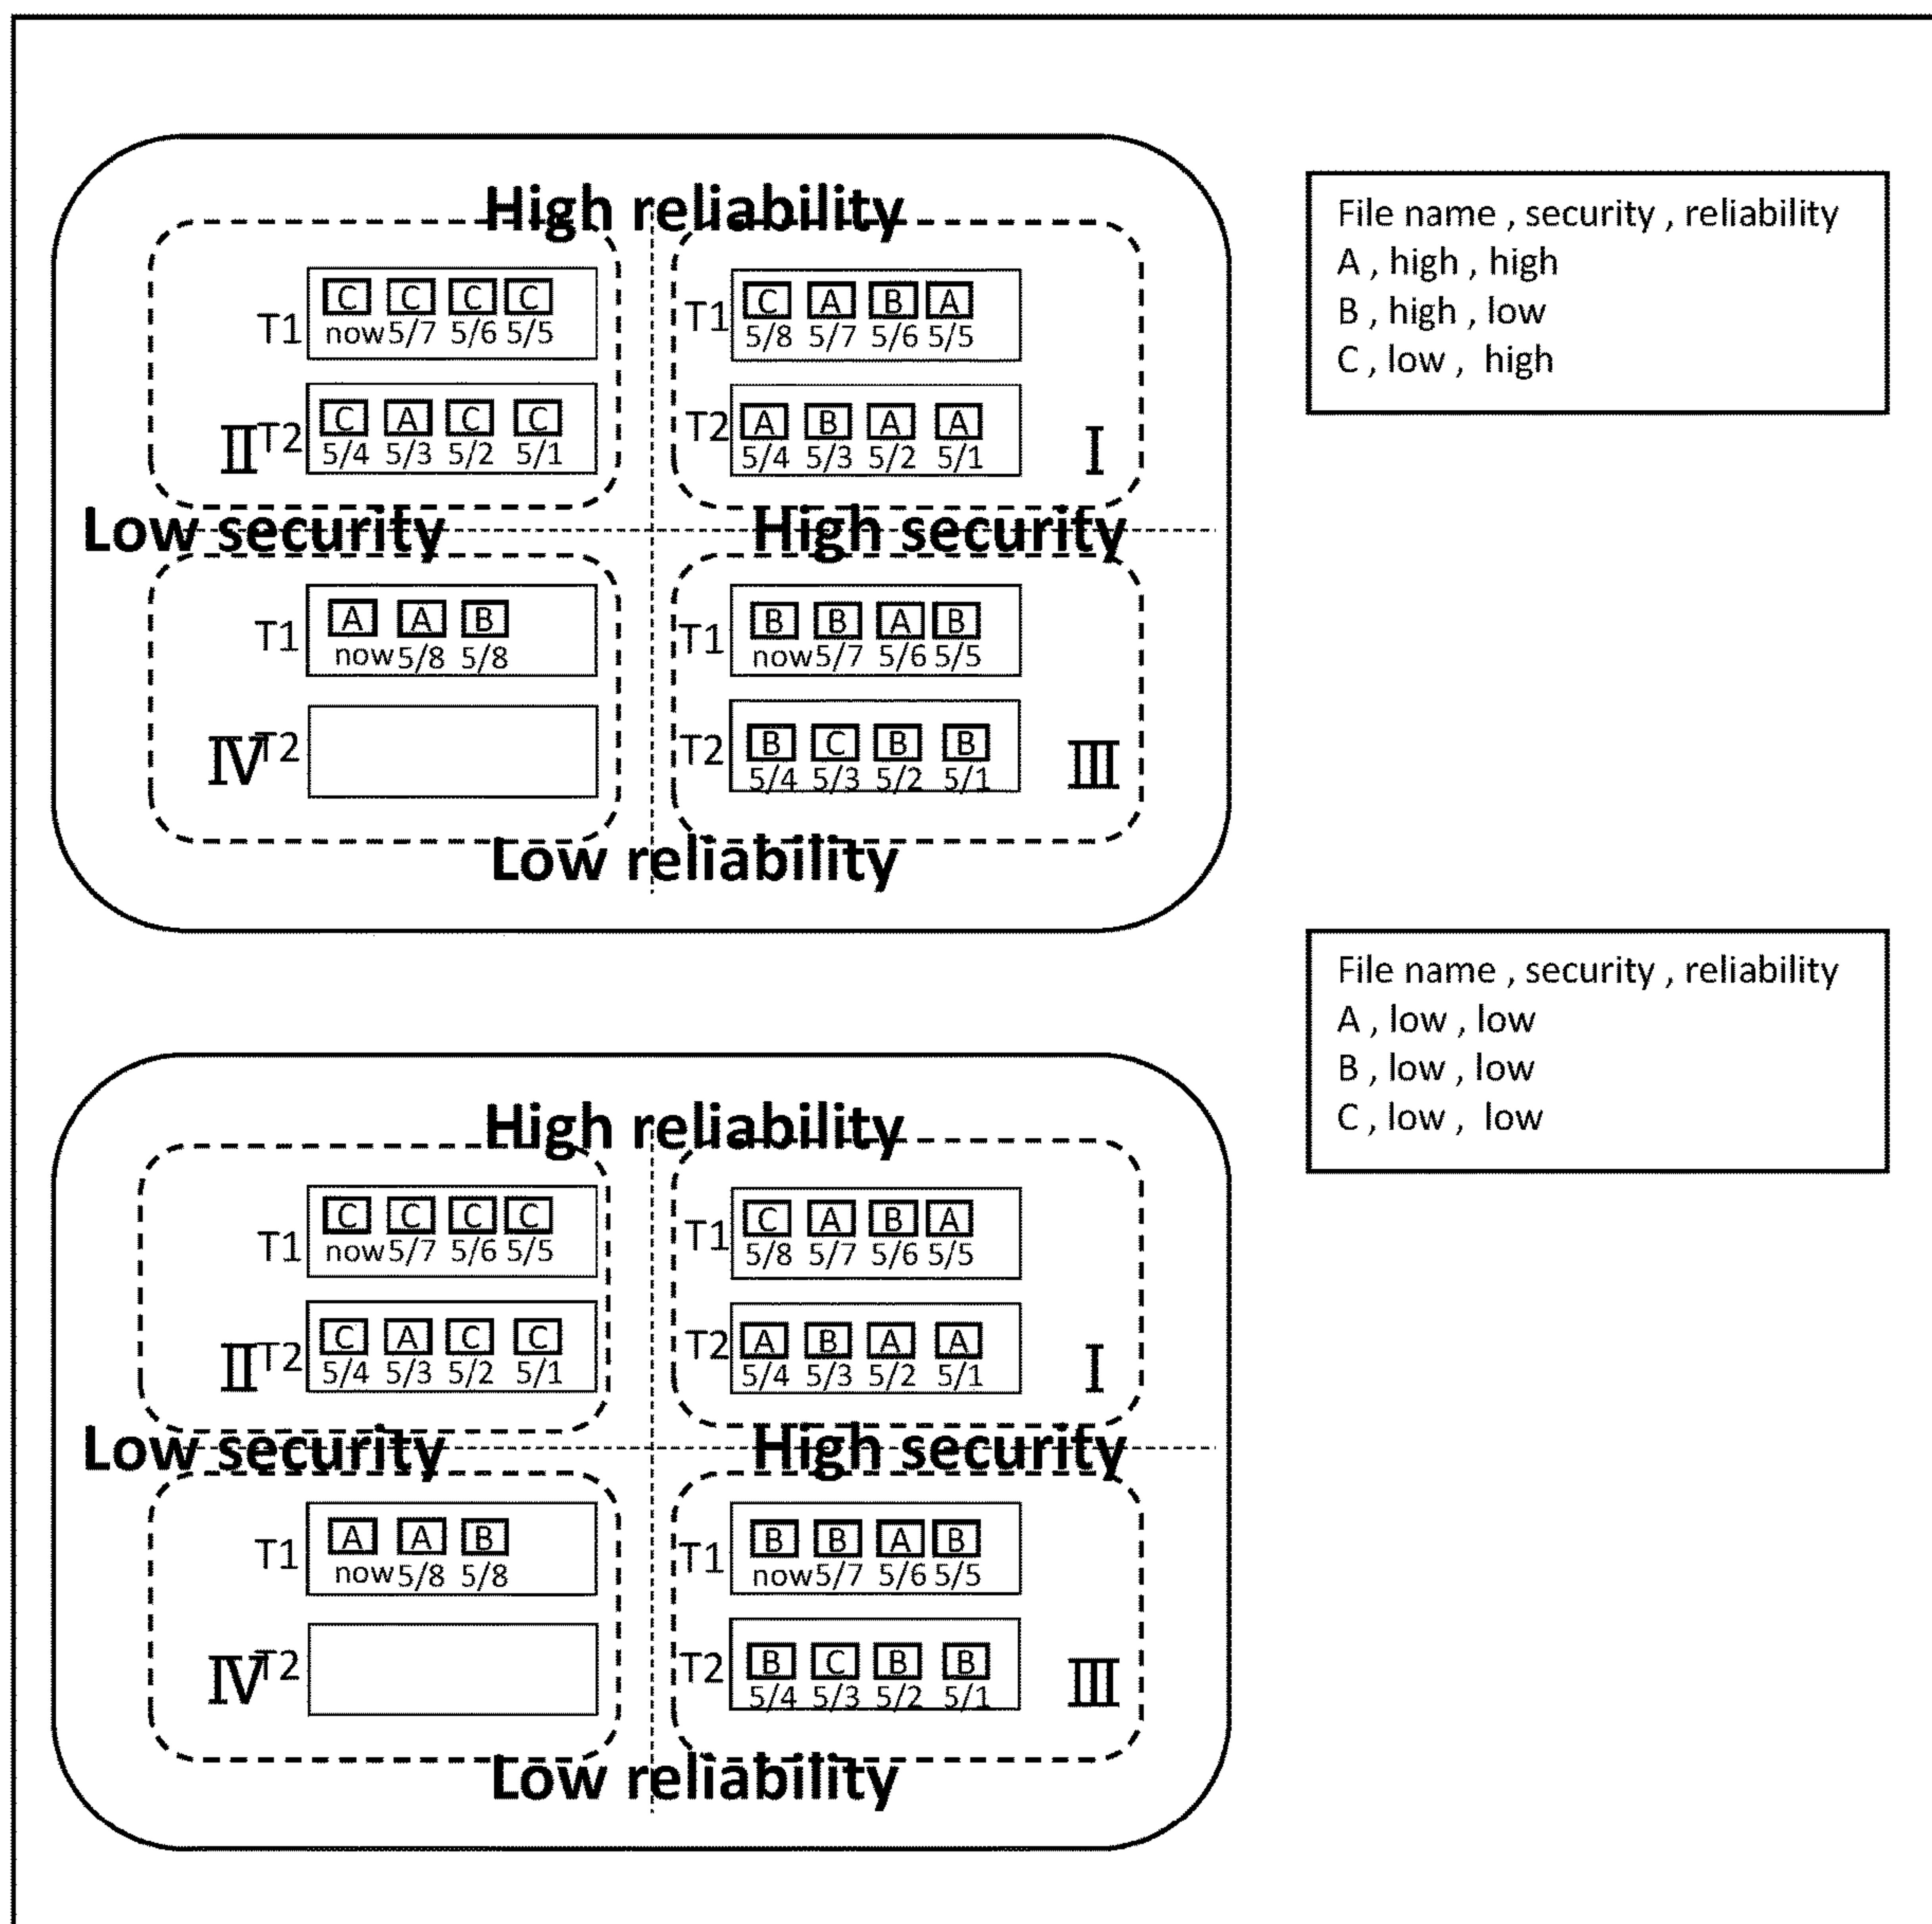 High reliability
C C C C
T1 now 5/7 5/6 5/5
C A C C
II T2 5/4 5/3 5/2 5/1
C A B A
T1 5/8 5/7 5/6 5/5
A B A A
T2 5/4 5/3 5/2 5/1 I
Low security High security
A A B
T1 now 5/8 5/8
IV T2
B B A B
T1 now 5/7 5/6 5/5
B C B B
T2 5/4 5/3 5/2 5/1 III
Low reliability
File name , security , reliability
A , high , high
B , high , low
C , low , high
High reliability
C C C C
T1 now 5/7 5/6 5/5
C A C C
II T2 5/4 5/3 5/2 5/1
C A B A
T1 5/8 5/7 5/6 5/5
A B A A
T2 5/4 5/3 5/2 5/1 I
Low security High security
A A B
T1 now 5/8 5/8
IV T2
B B A B
T1 now 5/7 5/6 5/5
B C B B
T2 5/4 5/3 5/2 5/1 III
Low reliability
File name , security , reliability
A , low , low
B , low , low
C , low , low